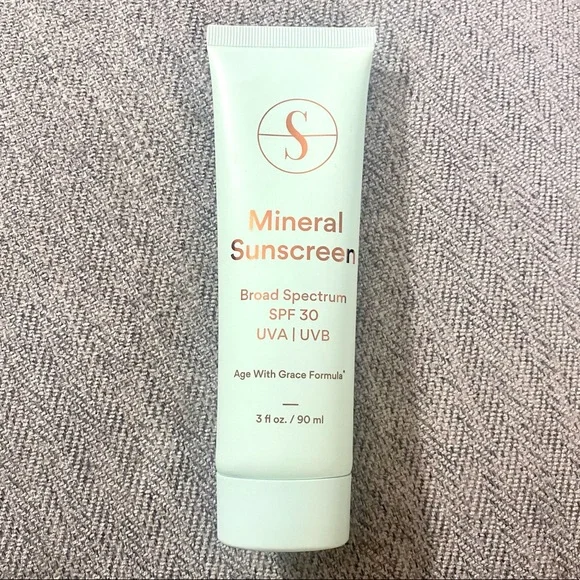 S
Mineral
Sunscreen
Broad Spectrum
SPF 30
UVA | UVB
Age With Grace Formula*
3 fl oz. / 90 ml